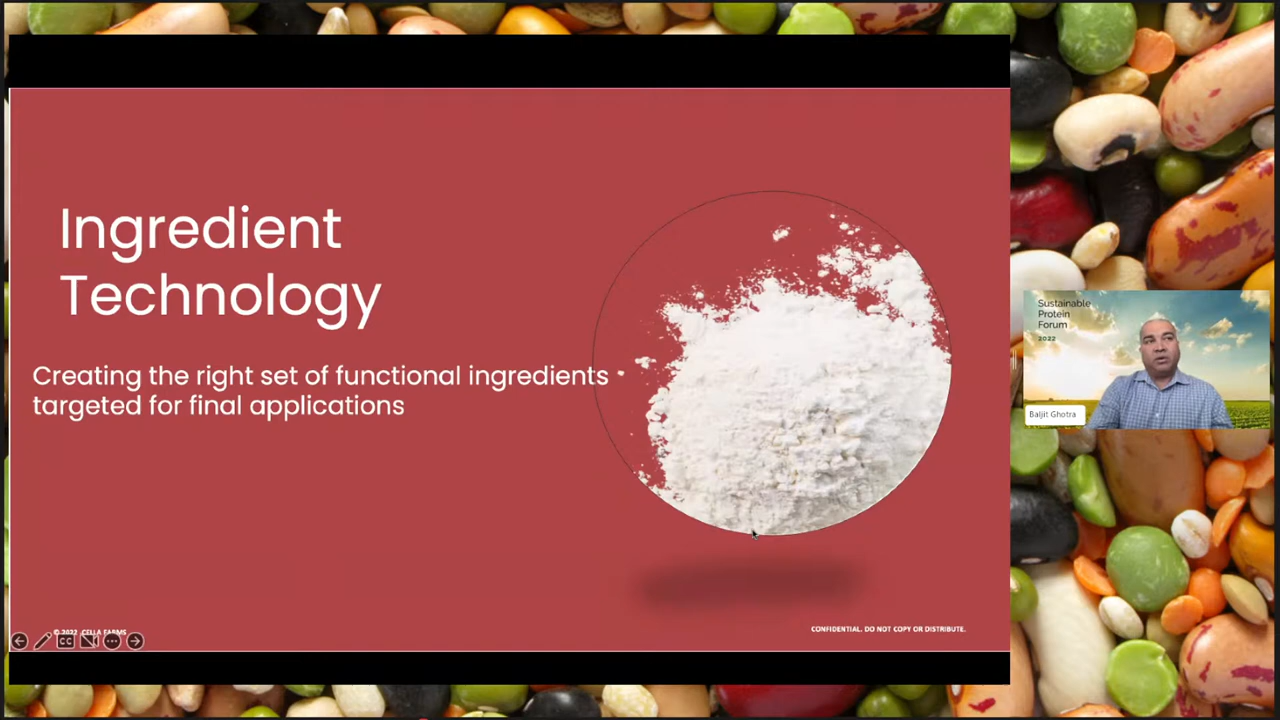 Ingredient
Technology
Creating the right set of functional ingredients
targeted for final applications
© 2022 CELLA FARMS
CONFIDENTIAL. DO NOT COPY OR DISTRIBUTE.
CC
Sustainable
Protein
Forum
2022
Baljit Ghotra